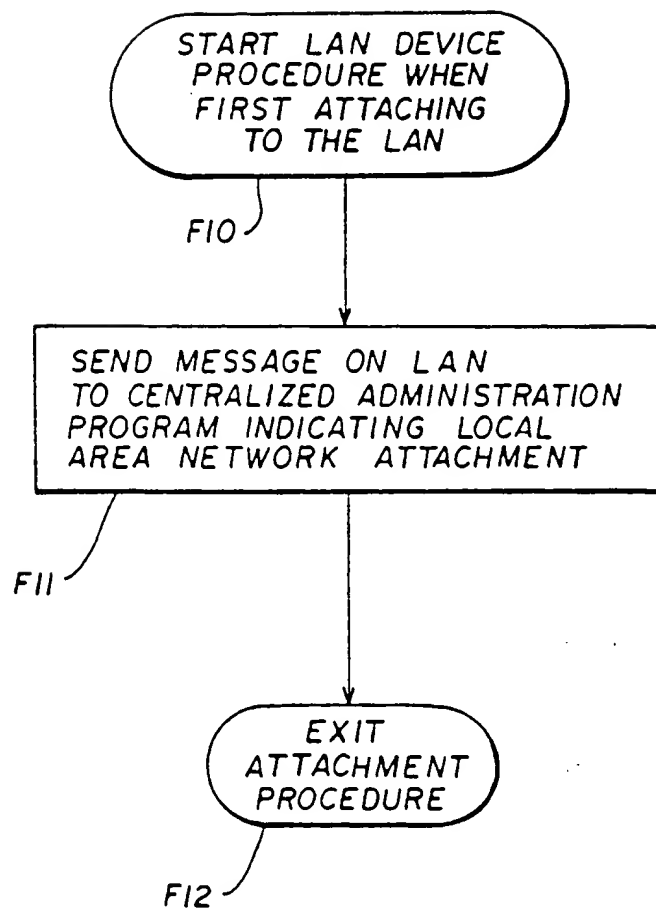 START LAN DEVICE
PROCEDURE WHEN
FIRST ATTACHING
TO THE LAN
F10
SEND MESSAGE ON LAN
TO CENTRALIZED ADMINISTRATION
PROGRAM INDICATING LOCAL
AREA NETWORK ATTACHMENT
F11
EXIT
ATTACHMENT
PROCEDURE
F12